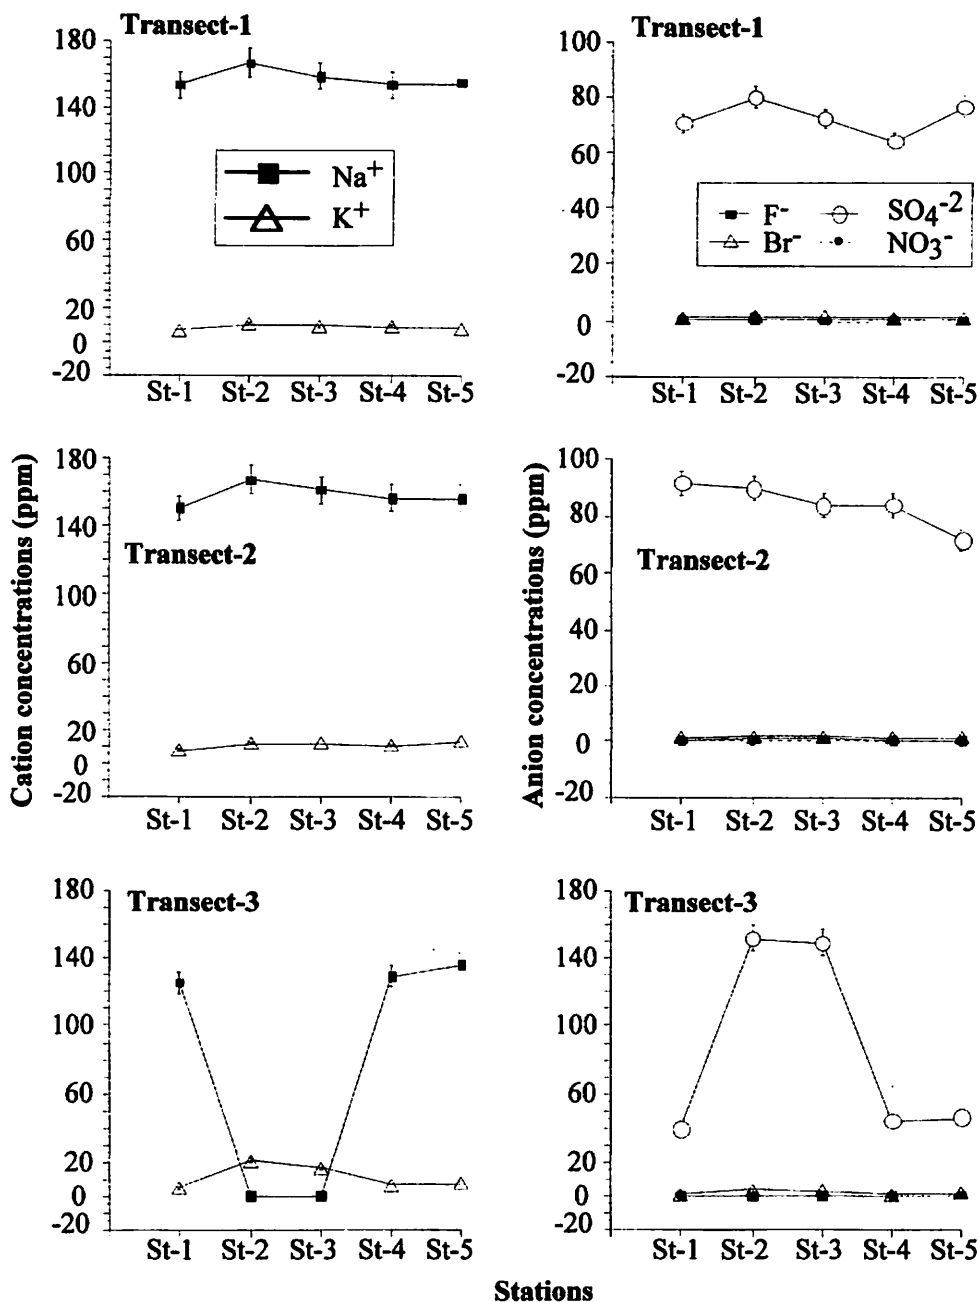 Transect-1
180
140
100
60
20
0
-20
Na+
K+
St-1 St-2 St-3 St-4 St-5
Transect-1
100
80
60
40
20
0
-20
F- SO4-2
Br- NO3-
St-1 St-2 St-3 St-4 St-5
Cation concentrations (ppm)
180
140
100
60
20
0
-20
Transect-2
St-1 St-2 St-3 St-4 St-5
Anion concentrations (ppm)
100
80
60
40
20
0
-20
Transect-2
St-1 St-2 St-3 St-4 St-5
Transect-3
180
140
100
60
20
0
-20
St-1 St-2 St-3 St-4 St-5
Transect-3
180
140
100
60
20
0
-20
St-1 St-2 St-3 St-4 St-5
Stations